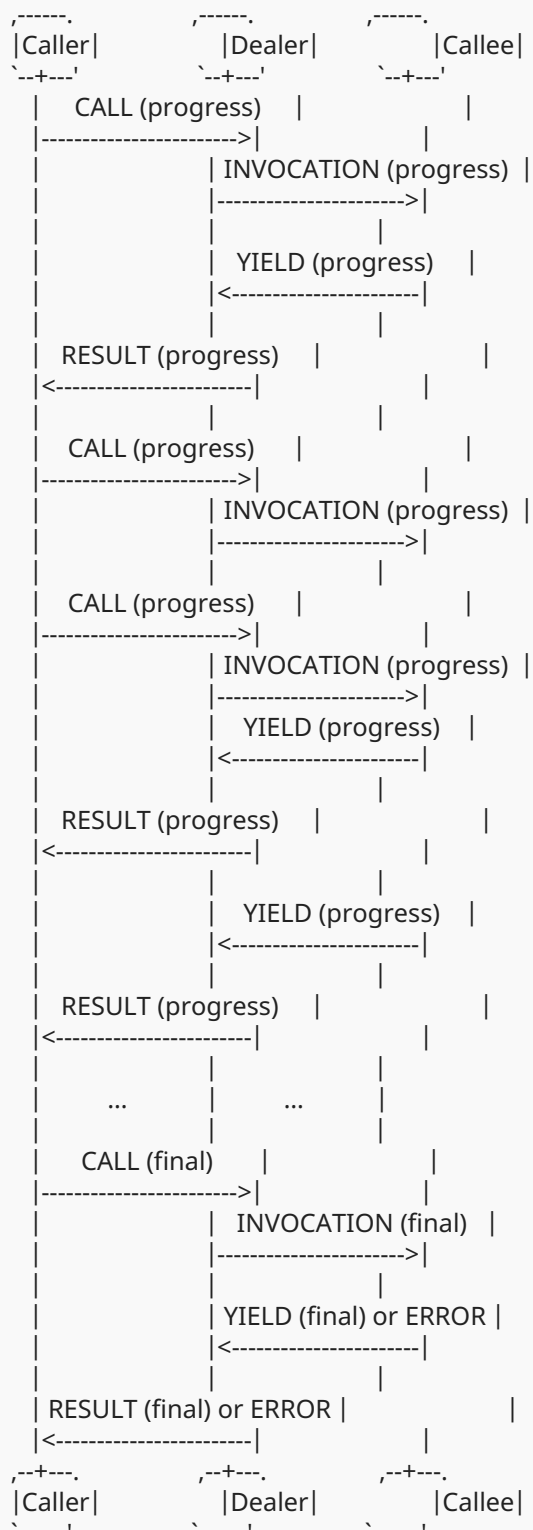 ,------.          ,------.          ,------.
|Caller|          |Dealer|          |Callee|
`--+---'          `--+---'          `--+---'
| CALL (progress) | |
|----------------------->| |
| | INVOCATION (progress) |
| |---------------------->|
| | |
| | YIELD (progress) |
| |<----------------------|
| | |
| RESULT (progress) | |
|<-----------------------| |
| | |
| CALL (progress) | |
|----------------------->| |
| | INVOCATION (progress) |
| |---------------------->|
| | |
| CALL (progress) | |
|----------------------->| |
| | INVOCATION (progress) |
| |---------------------->|
| | YIELD (progress) |
| |<----------------------|
| | |
| RESULT (progress) | |
|<-----------------------| |
| | |
| | YIELD (progress) |
| |<----------------------|
| | |
| RESULT (progress) | |
|<-----------------------| |
| | |
| ... | ... |
| | |
| CALL (final) | |
|----------------------->| |
| | INVOCATION (final) |
| |---------------------->|
| | |
| | YIELD (final) or ERROR |
| |<----------------------|
| | |
| RESULT (final) or ERROR | |
|<-----------------------| |
,--+---.          ,--+---.          ,--+---.
|Caller|          |Dealer|          |Callee|